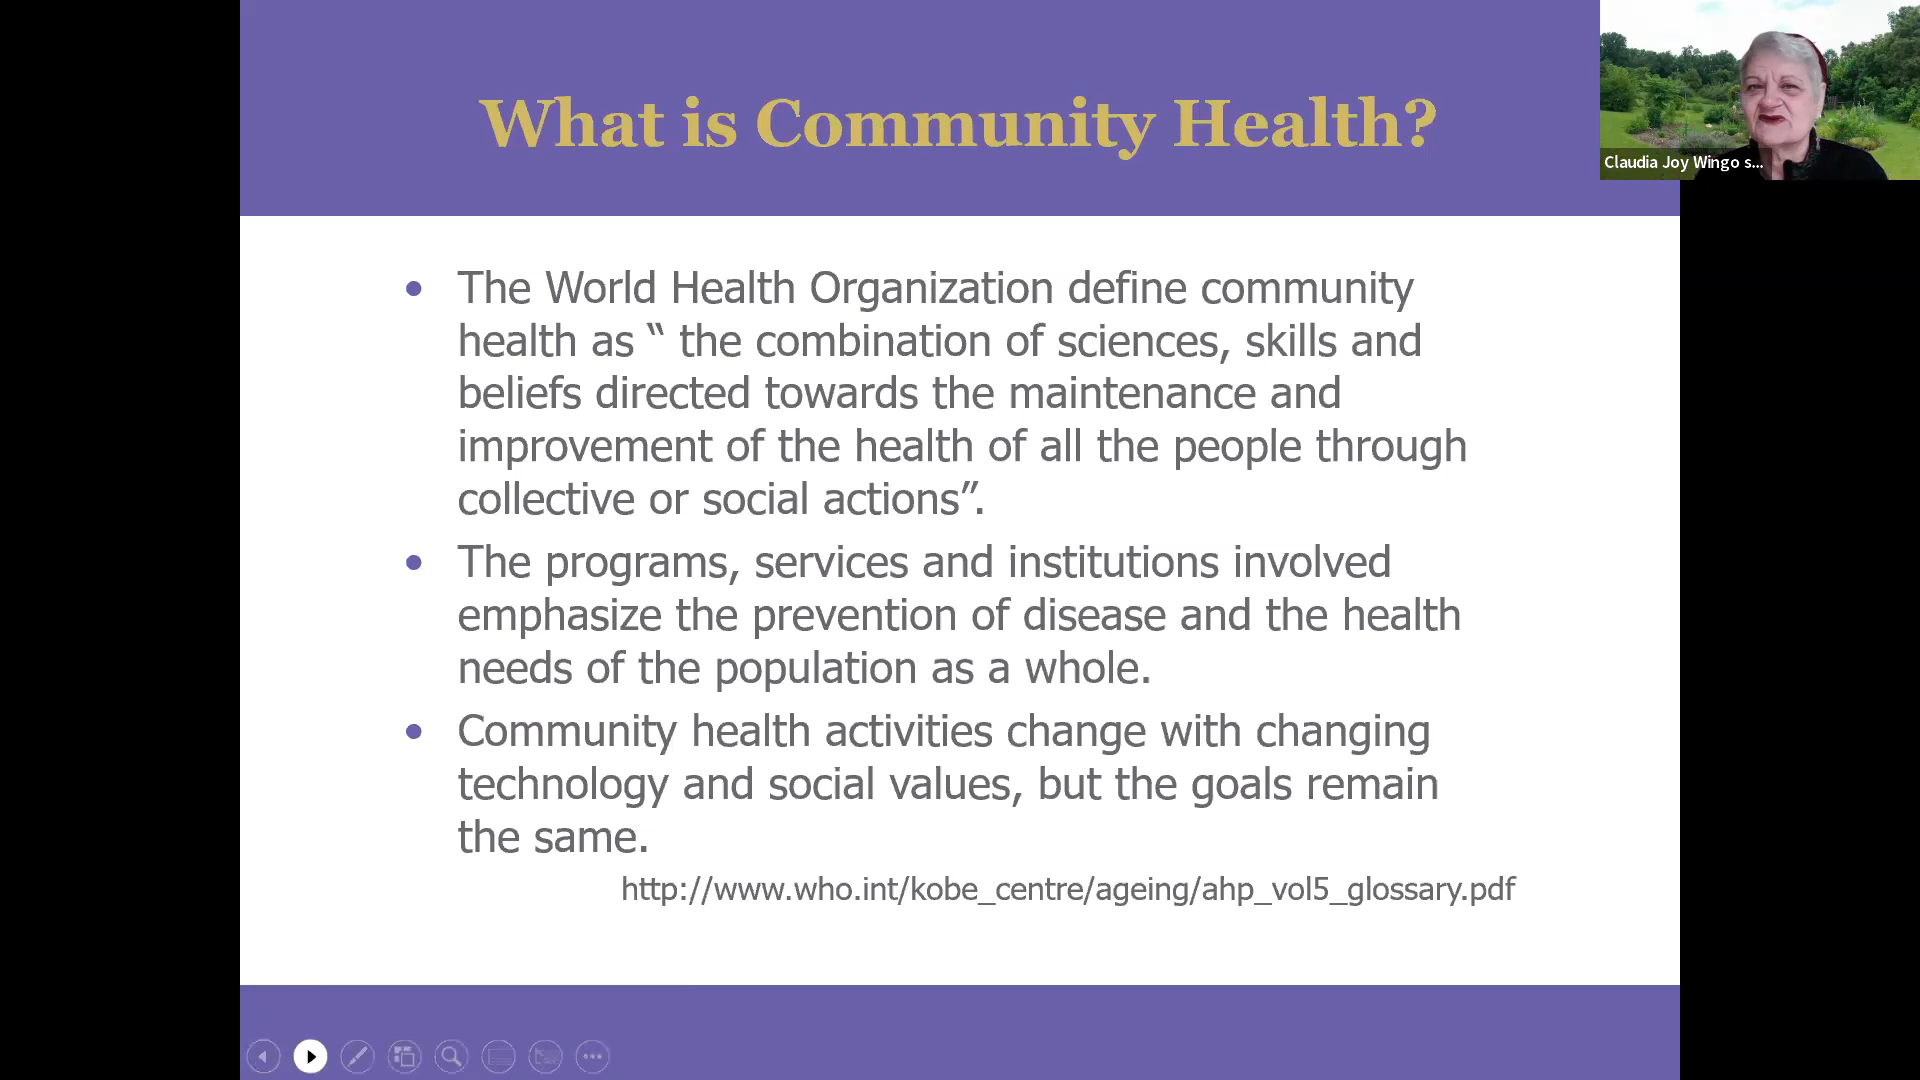 What is Community Health?
Claudia Joy Wingo s...
• The World Health Organization define community
health as “ the combination of sciences, skills and
beliefs directed towards the maintenance and
improvement of the health of all the people through
collective or social actions”.
• The programs, services and institutions involved
emphasize the prevention of disease and the health
needs of the population as a whole.
• Community health activities change with changing
technology and social values, but the goals remain
the same.
http://www.who.int/kobe_centre/ageing/ahp_vol5_glossary.pdf